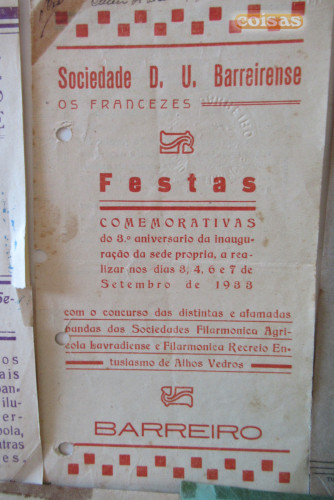 COISAS
Sociedade D. U. Barreirense
OS FRANCEZES
Festas
COMEMORATIVAS
do 3.º aniversario da inaugu-
ração da sede propria, a rea-
lizar nos dias 3, 4, 6 e 7 de
Setembro de 1933
com o concurso das distintas e afamadas
bandas das Sociedades Filarmonica Agri-
cola Lavradiense e Filarmonica Recreio En-
tusiasmo de Alhos Vedros
BARREIRO